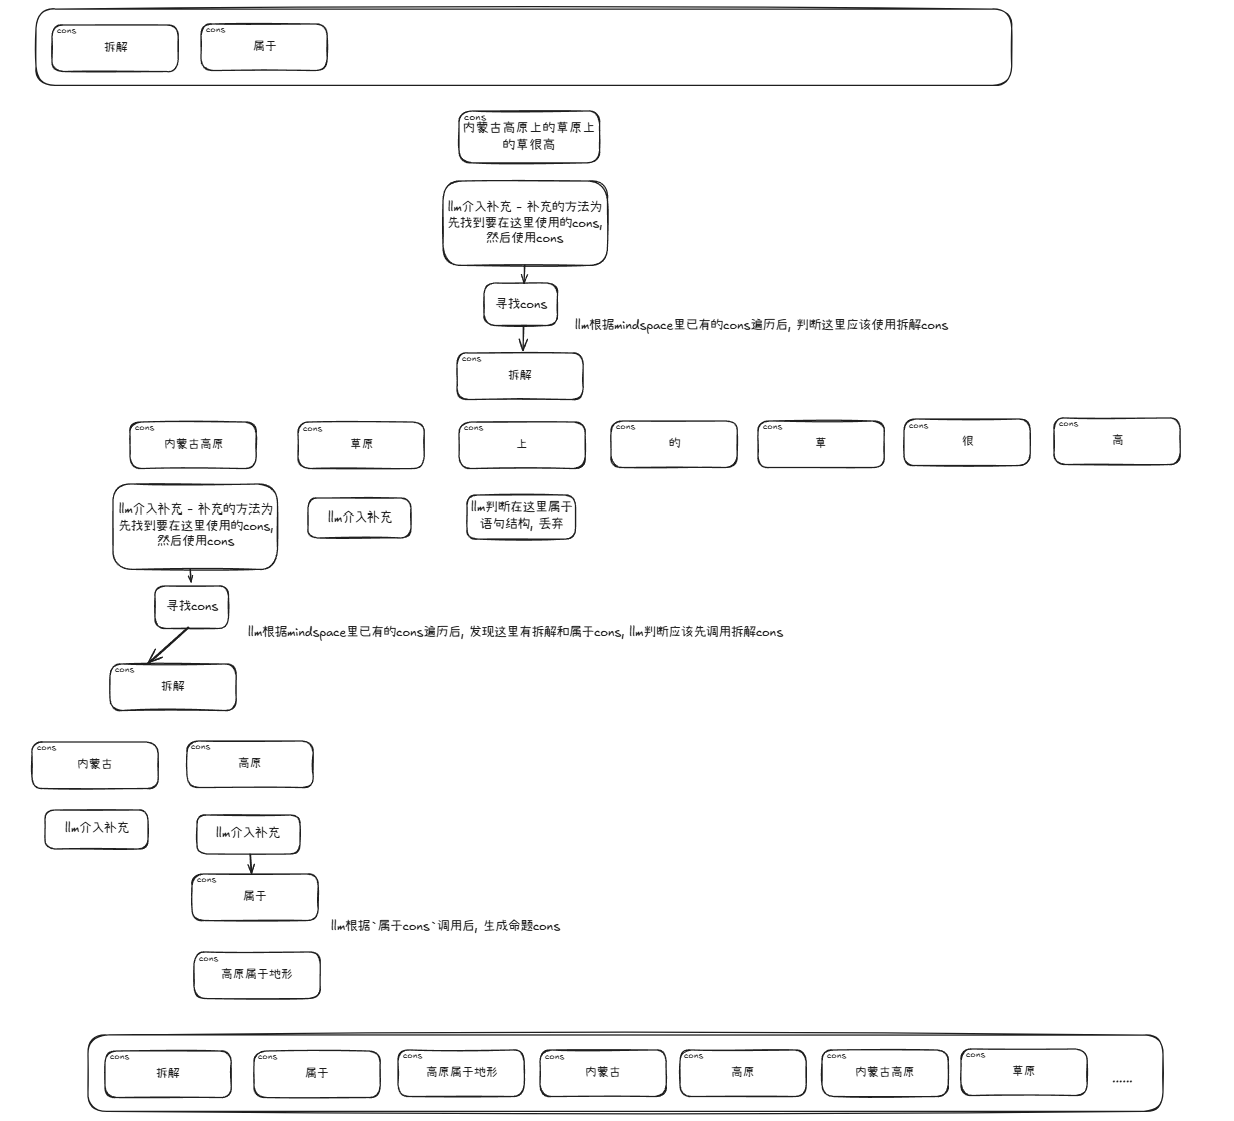 cons
拆解
cons
属于
cons
内蒙古高原上的草原上
的草很高
llm介入补充 - 补充的方法为
先找到要在这里使用的cons,
然后使用cons
寻找cons
llm根据mindspace里已有的cons遍历后, 判断这里应该使用拆解cons
cons
拆解
cons
内蒙古高原
cons
草原
cons
上
cons
的
cons
草
cons
很
cons
高
llm介入补充 - 补充的方法为
先找到要在这里使用的cons,
然后使用cons
llm介入补充
llm判断在这里属于
语句结构, 丢弃
寻找cons
llm根据mindspace里已有的cons遍历后, 发现这里有拆解和属于cons, llm判断应该先调用拆解cons
cons
拆解
cons
内蒙古
cons
高原
llm介入补充
llm介入补充
cons
属于
llm根据`属于cons`调用后, 生成命题cons
cons
高原属于地形
cons
拆解
cons
属于
cons
高原属于地形
cons
内蒙古
cons
高原
cons
内蒙古高原
cons
草原
......